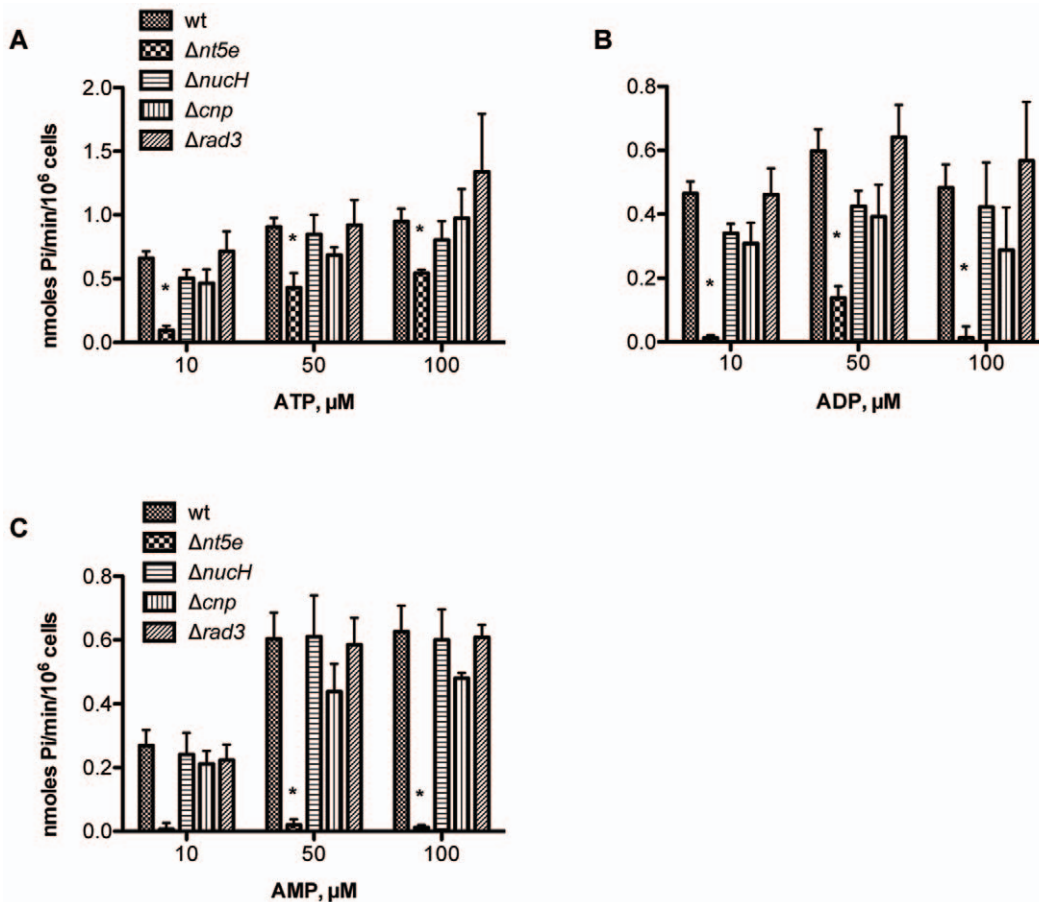 A
wt
Δnt5e
ΔnucH
Δcnp
Δrad3
nmoles Pi/min/10⁶ cells
2.0
1.5
1.0
0.5
0.0
*
*
*
10
50
100
ATP, µM
B
0.8
0.6
0.4
0.2
0.0
*
*
*
10
50
100
ADP, µM
C
wt
Δnt5e
ΔnucH
Δcnp
Δrad3
nmoles Pi/min/10⁶ cells
0.8
0.6
0.4
0.2
0.0
*
*
10
50
100
AMP, µM